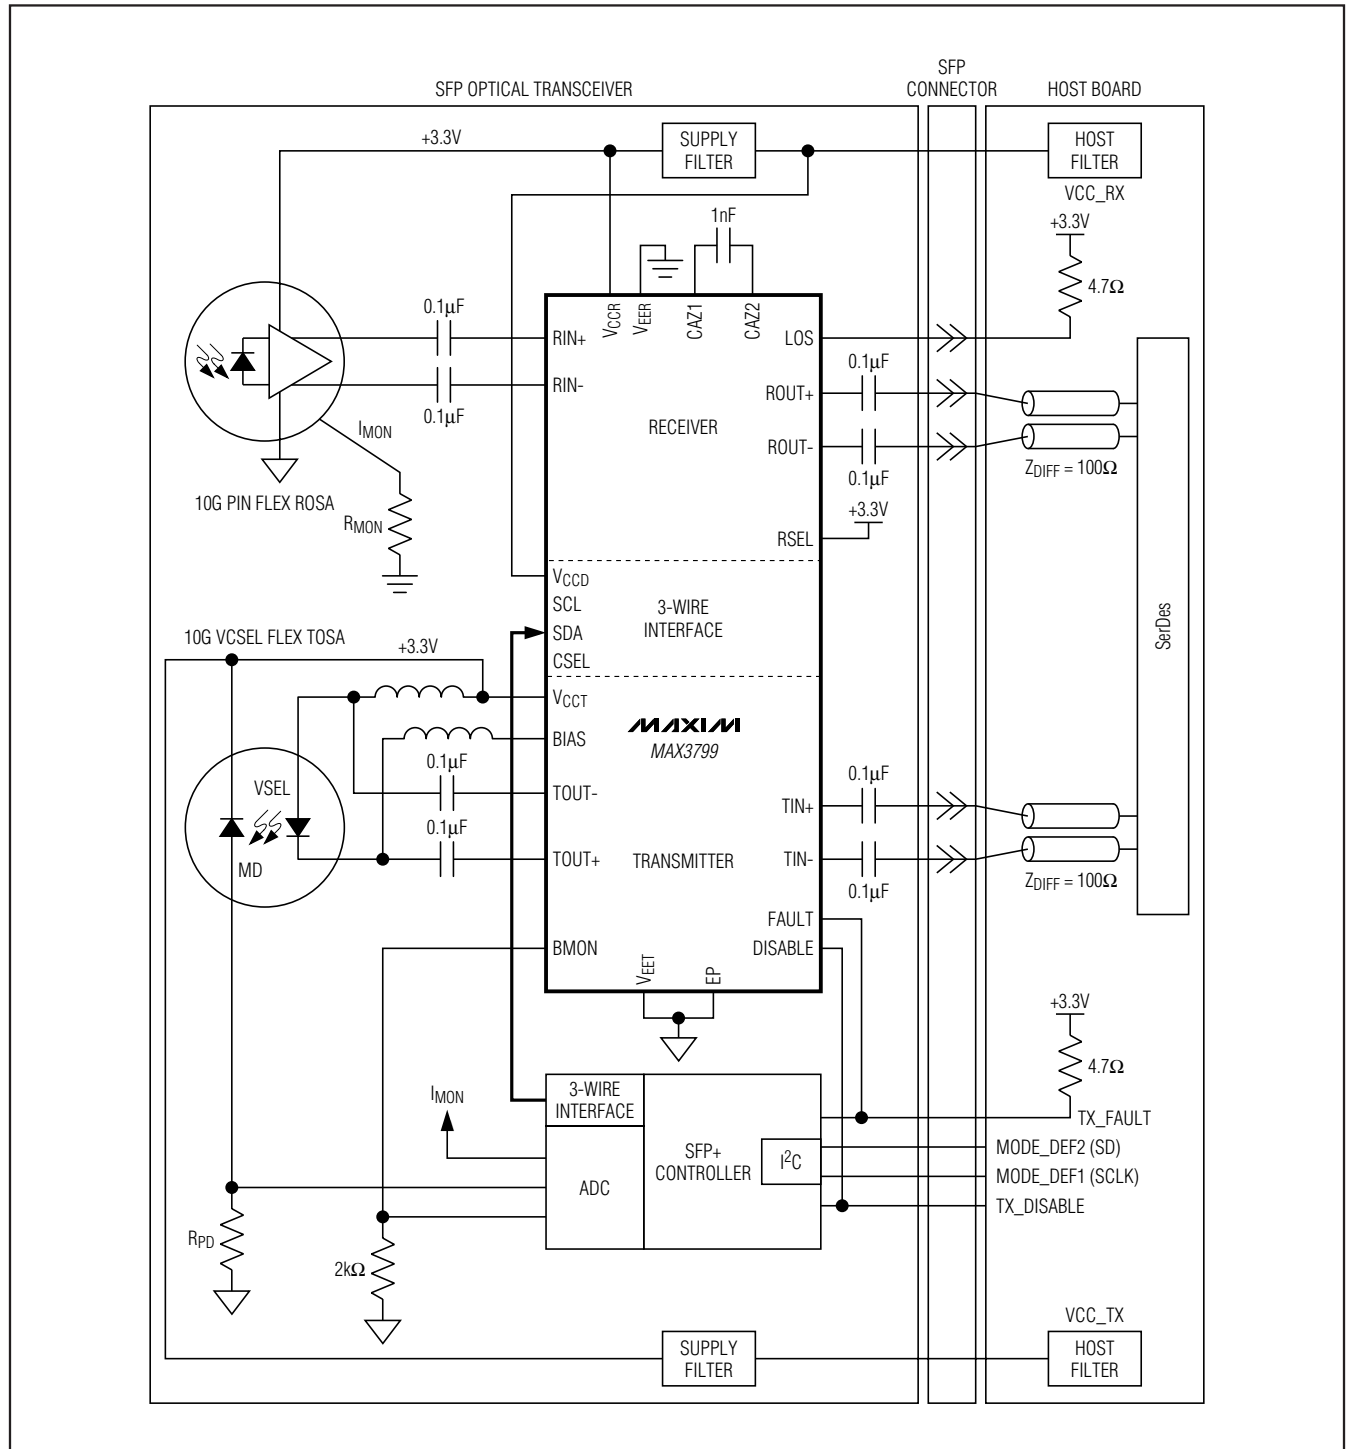 SFP OPTICAL TRANSCEIVER
SFP
CONNECTOR
HOST BOARD
+3.3V
SUPPLY
FILTER
HOST
FILTER
VCC_RX
+3.3V
4.7Ω
1nF
0.1µF
0.1µF
RIN+
RIN-
VCCR
VEER
CAZ1
CAZ2
LOS
ROUT+
ROUT-
0.1µF
0.1µF
ZDIFF = 100Ω
RECEIVER
IMON
10G PIN FLEX ROSA
RMON
+3.3V
RSEL
VCCD
SCL
SDA
CSEL
3-WIRE
INTERFACE
SerDes
10G VCSEL FLEX TOSA
+3.3V
VCCT
BIAS
MAXIM
MAX3799
0.1µF
TOUT-
0.1µF
TOUT+
VSEL
MD
TRANSMITTER
TIN+
TIN-
0.1µF
0.1µF
ZDIFF = 100Ω
FAULT
DISABLE
BMON
VEET
EP
+3.3V
4.7Ω
IMON
3-WIRE
INTERFACE
ADC
SFP+
CONTROLLER
I2C
TX_FAULT
MODE_DEF2 (SD)
MODE_DEF1 (SCLK)
TX_DISABLE
RPD
2kΩ
SUPPLY
FILTER
VCC_TX
HOST
FILTER